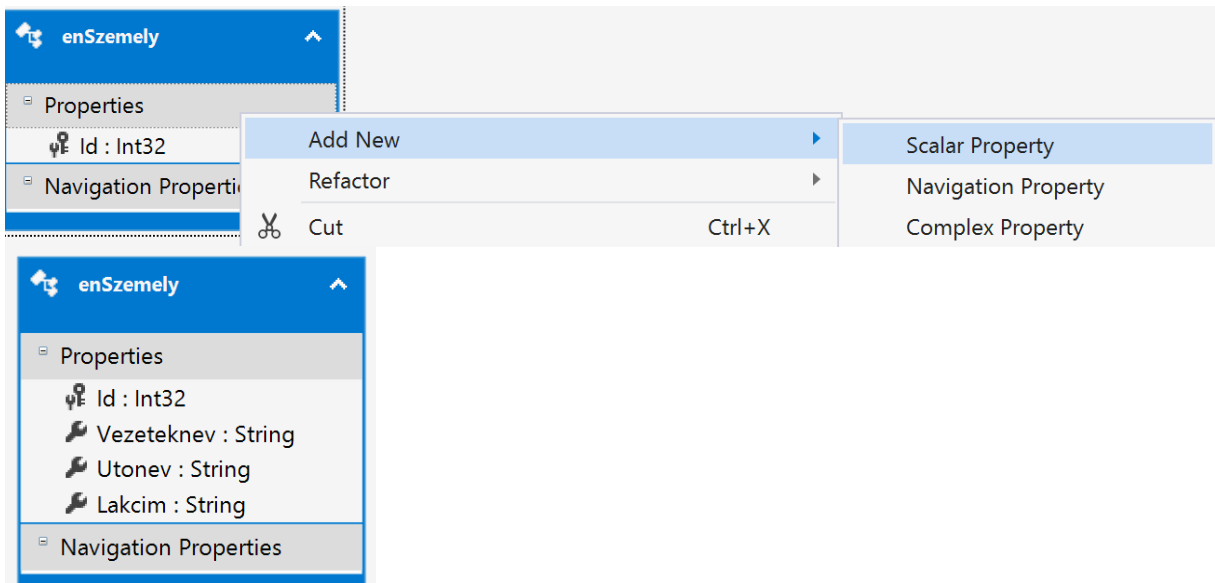 enSzemely
Properties
Id : Int32
Navigation Properti
Add New
Refactor
Cut Ctrl+X
Scalar Property
Navigation Property
Complex Property
enSzemely
Properties
Id : Int32
Vezeteknev : String
Utonev : String
Lakcim : String
Navigation Properties